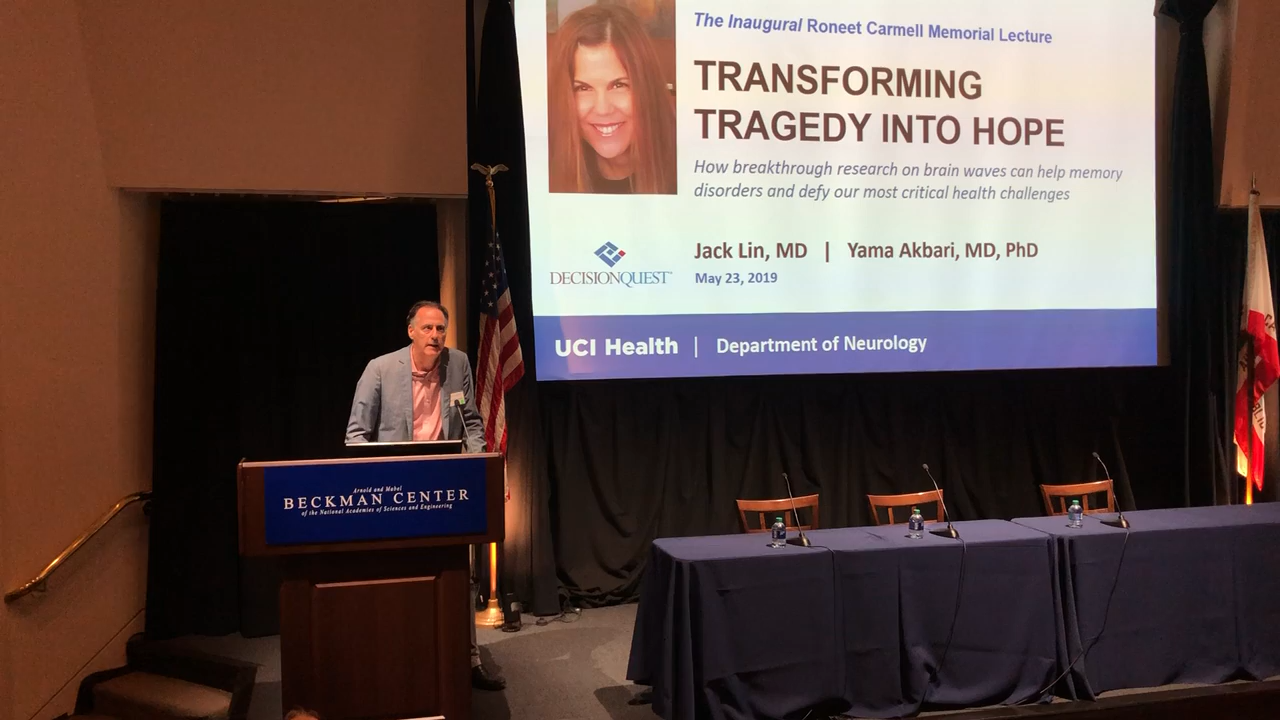 The Inaugural Roneet Carmell Memorial Lecture
TRANSFORMING
TRAGEDY INTO HOPE
How breakthrough research on brain waves can help memory
disorders and defy our most critical health challenges
Jack Lin, MD | Yama Akbari, MD, PhD
May 23, 2019
DECISIONQUEST™
UCI Health | Department of Neurology
Arnold and Mabel
BECKMAN CENTER
of the National Academies of Sciences and Engineering